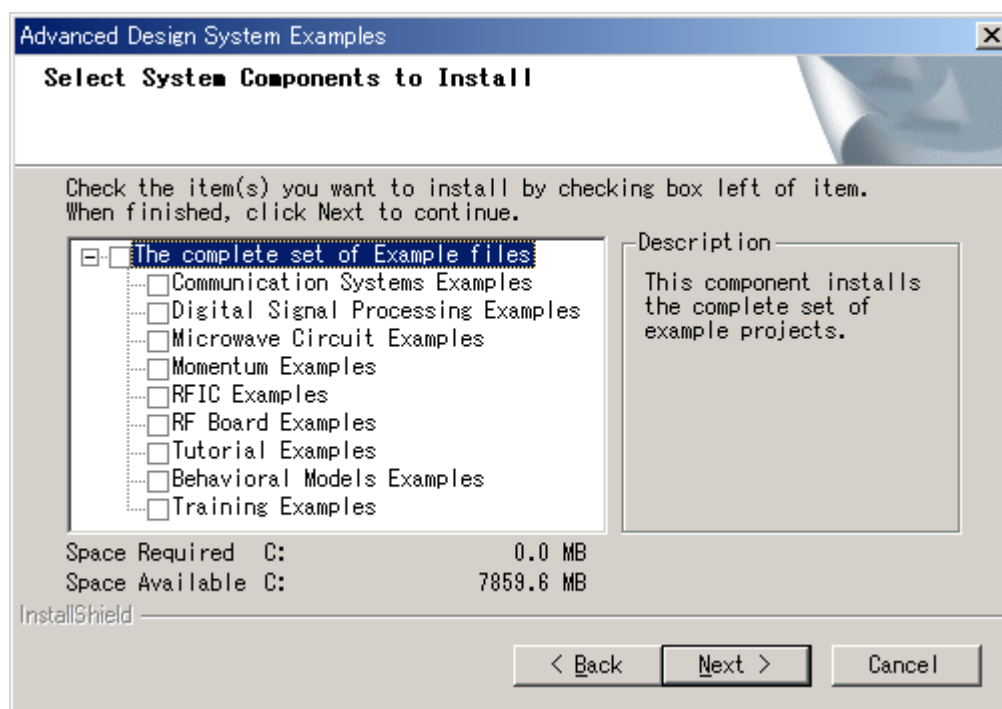 Advanced Design System Examples
Select System Components to Install
Check the item(s) you want to install by checking box left of item.
When finished, click Next to continue.
The complete set of Example files
Communication Systems Examples
Digital Signal Processing Examples
Microwave Circuit Examples
Momentum Examples
RFIC Examples
RF Board Examples
Tutorial Examples
Behavioral Models Examples
Training Examples
Description
This component installs
the complete set of
example projects.
Space Required C: 0.0 MB
Space Available C: 7859.6 MB
InstallShield
< Back
Next >
Cancel